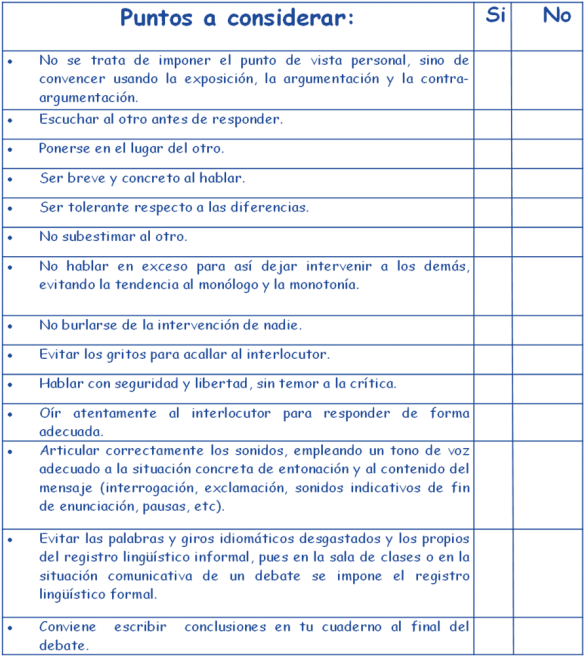 Puntos a considerar: Si No
• No se trata de imponer el punto de vista personal, sino de
convencer usando la exposición, la argumentación y la contra-
argumentación.
• Escuchar al otro antes de responder.
• Ponerse en el lugar del otro.
• Ser breve y concreto al hablar.
• Ser tolerante respecto a las diferencias.
• No subestimar al otro.
• No hablar en exceso para así dejar intervenir a los demás,
evitando la tendencia al monólogo y la monotonía.
• No burlarse de la intervención de nadie.
• Evitar los gritos para acallar al interlocutor.
• Hablar con seguridad y libertad, sin temor a la crítica.
• Oír atentamente al interlocutor para responder de forma
adecuada.
• Articular correctamente los sonidos, empleando un tono de voz
adecuado a la situación concreta de entonación y al contenido del
mensaje (interrogación, exclamación, sonidos indicativos de fin
de enunciación, pausas, etc).
• Evitar las palabras y giros idiomáticos desgastados y los propios
del registro lingüístico informal, pues en la sala de clases o en la
situación comunicativa de un debate se impone el registro
lingüístico formal.
• Conviene escribir conclusiones en tu cuaderno al final del
debate.